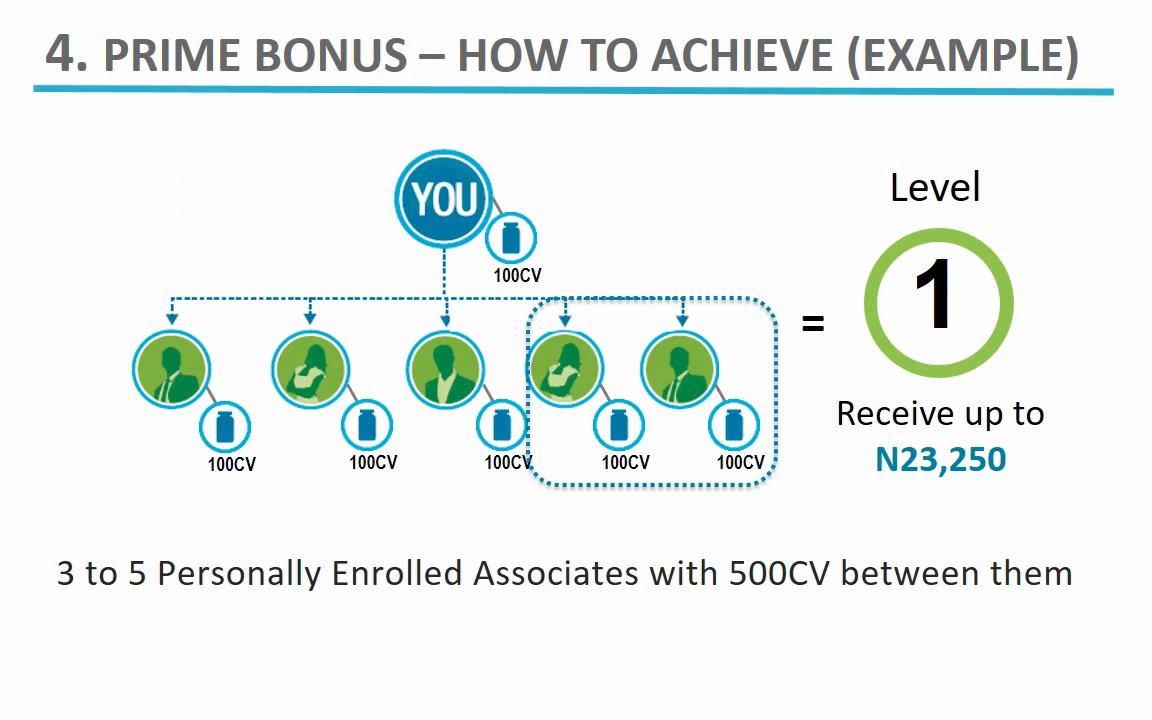 4. PRIME BONUS – HOW TO ACHIEVE (EXAMPLE)
YOU
100CV
Level
1
=
100CV
100CV
100CV
100CV
100CV
Receive up to
N23,250
3 to 5 Personally Enrolled Associates with 500CV between them